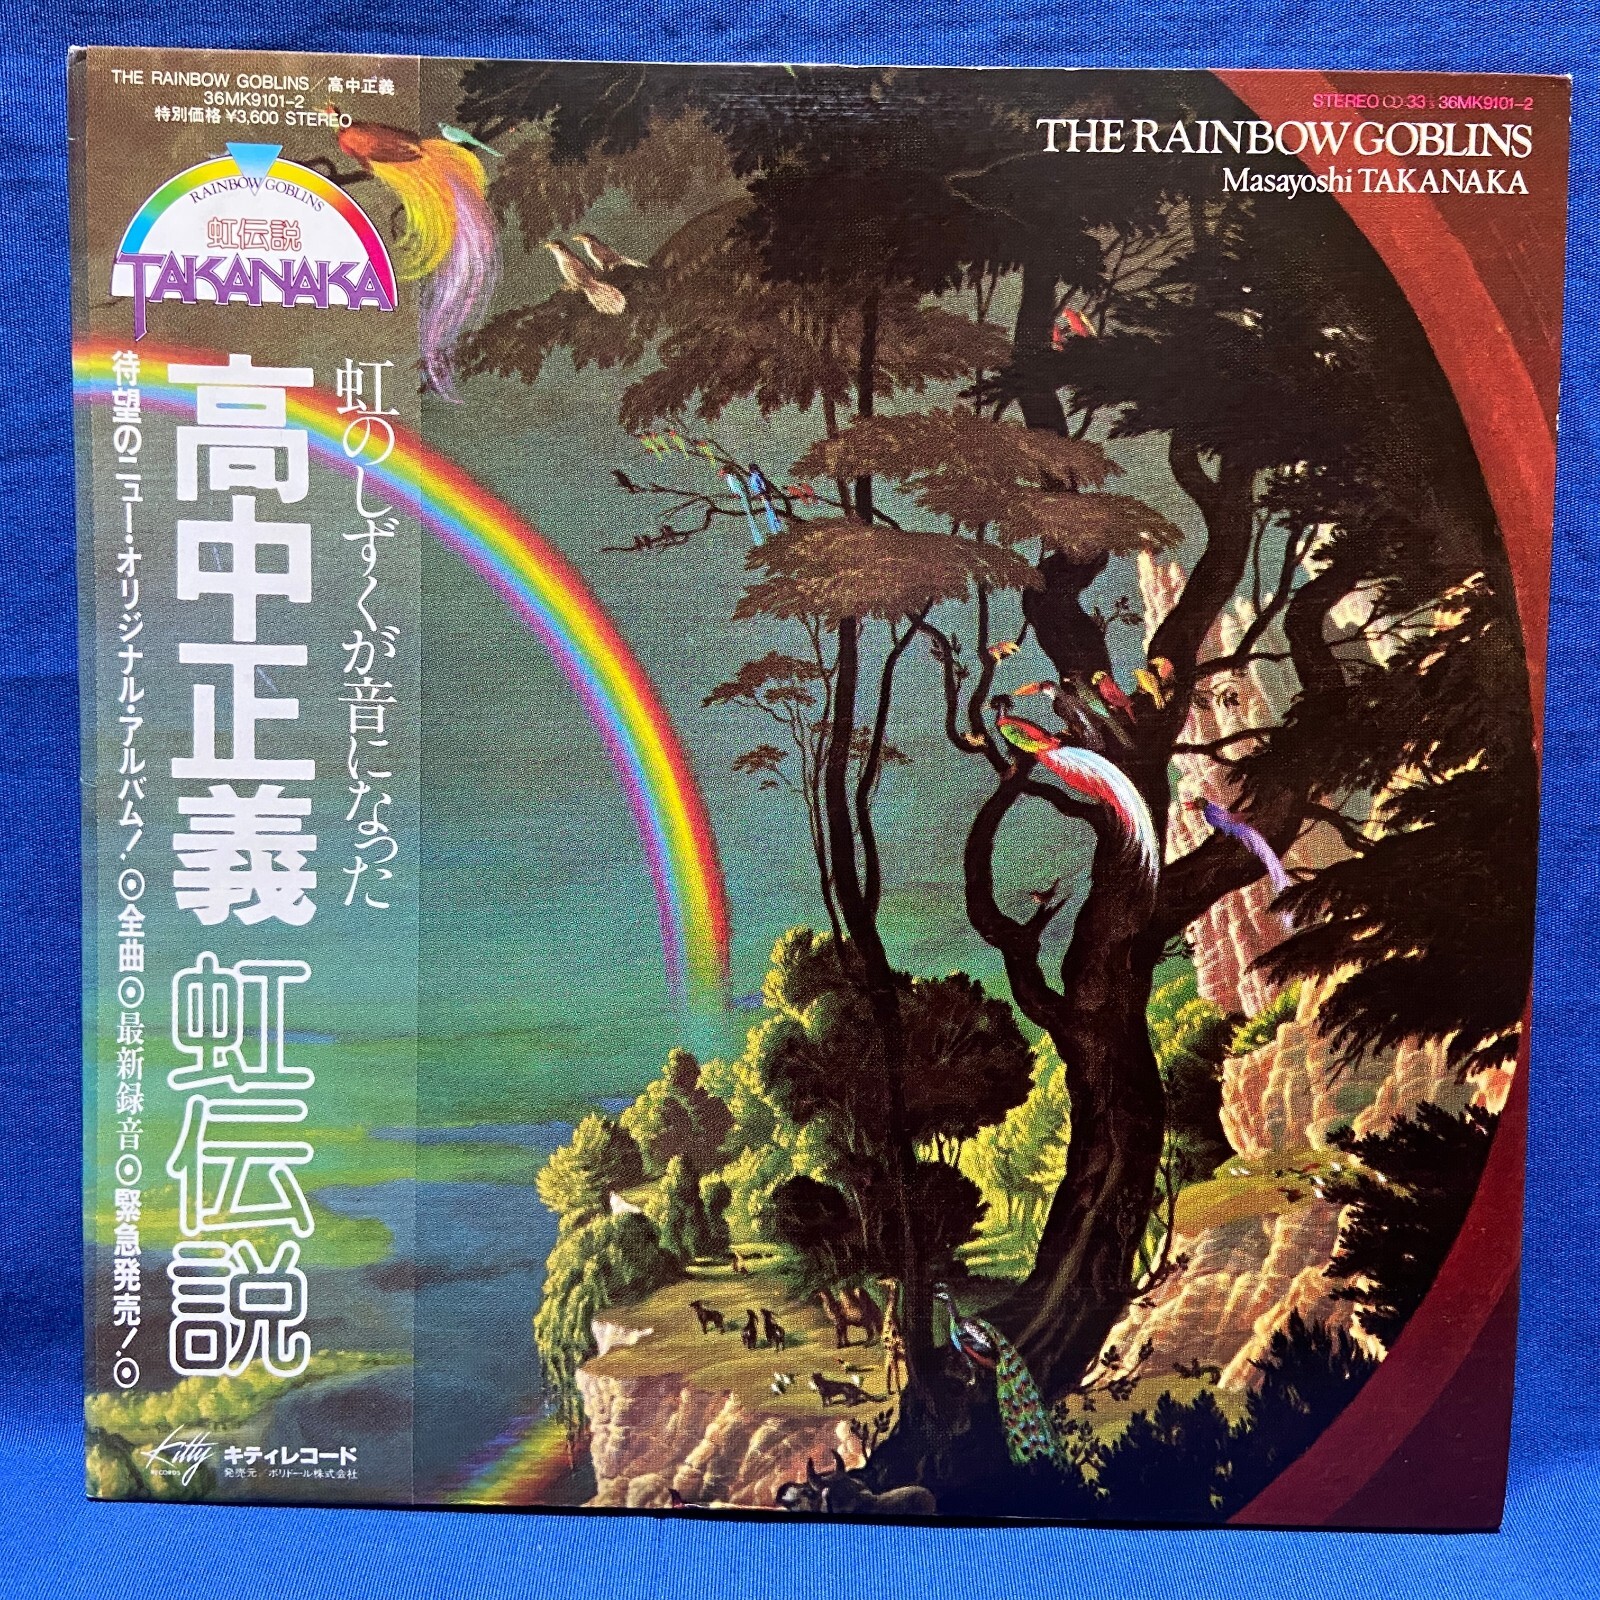 THE RAINBOW GOBLINS／高中正義
36MK9101-2
特別価格 ¥3,600 STEREO
RAINBOW GOBLINS
虹伝説
TAKANAKA
虹のしずくが音になった
高中正義 虹伝説
待望のニュー・オリジナル・アルバム！◎全曲◎最新録音◎緊急発売！◎
Kitty
RECORDS
キティレコード
発売元／ポリドール株式会社
STEREO 33⅓ 36MK9101-2
THE RAINBOW GOBLINS
Masayoshi TAKANAKA